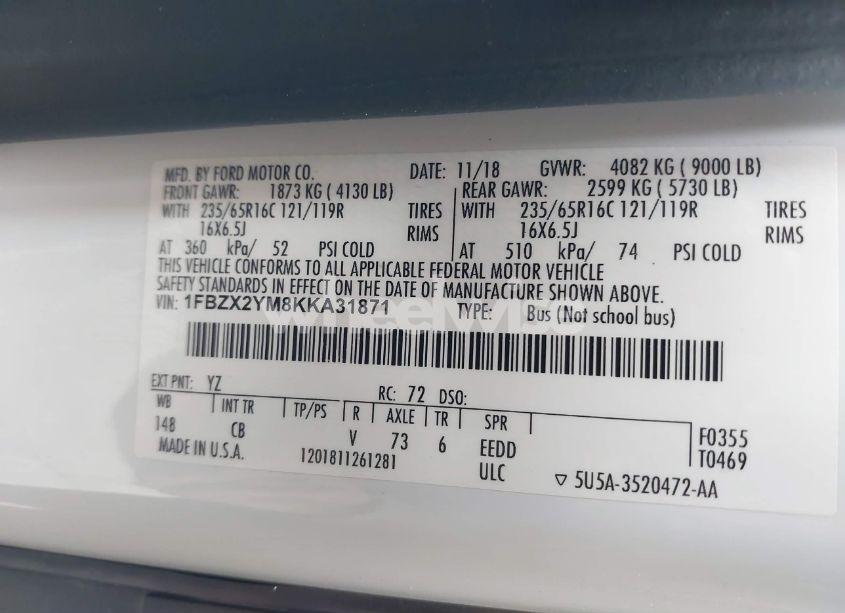 MFD. BY FORD MOTOR CO. DATE: 11/18 GVWR: 4082 KG ( 9000 LB)
FRONT GAWR: 1873 KG ( 4130 LB) REAR GAWR: 2599 KG ( 5730 LB)
WITH 235/65R16C 121/119R TIRES WITH 235/65R16C 121/119R TIRES
16X6.5J RIMS 16X6.5J RIMS
AT 360 kPa/ 52 PSI COLD AT 510 kPa/ 74 PSI COLD
THIS VEHICLE CONFORMS TO ALL APPLICABLE FEDERAL MOTOR VEHICLE
SAFETY STANDARDS IN EFFECT ON THE DATE OF MANUFACTURE SHOWN ABOVE.
VIN: 1FBZX2YM8KKA31871 TYPE: Bus (Not school bus)
EXT PNT: YZ RC: 72 DSO:
WB INT TR TP/PS R AXLE TR SPR
148 CB V 73 6 EEDD F0355
MADE IN U.S.A. 1201811261281 ULC T0469
5U5A-3520472-AA